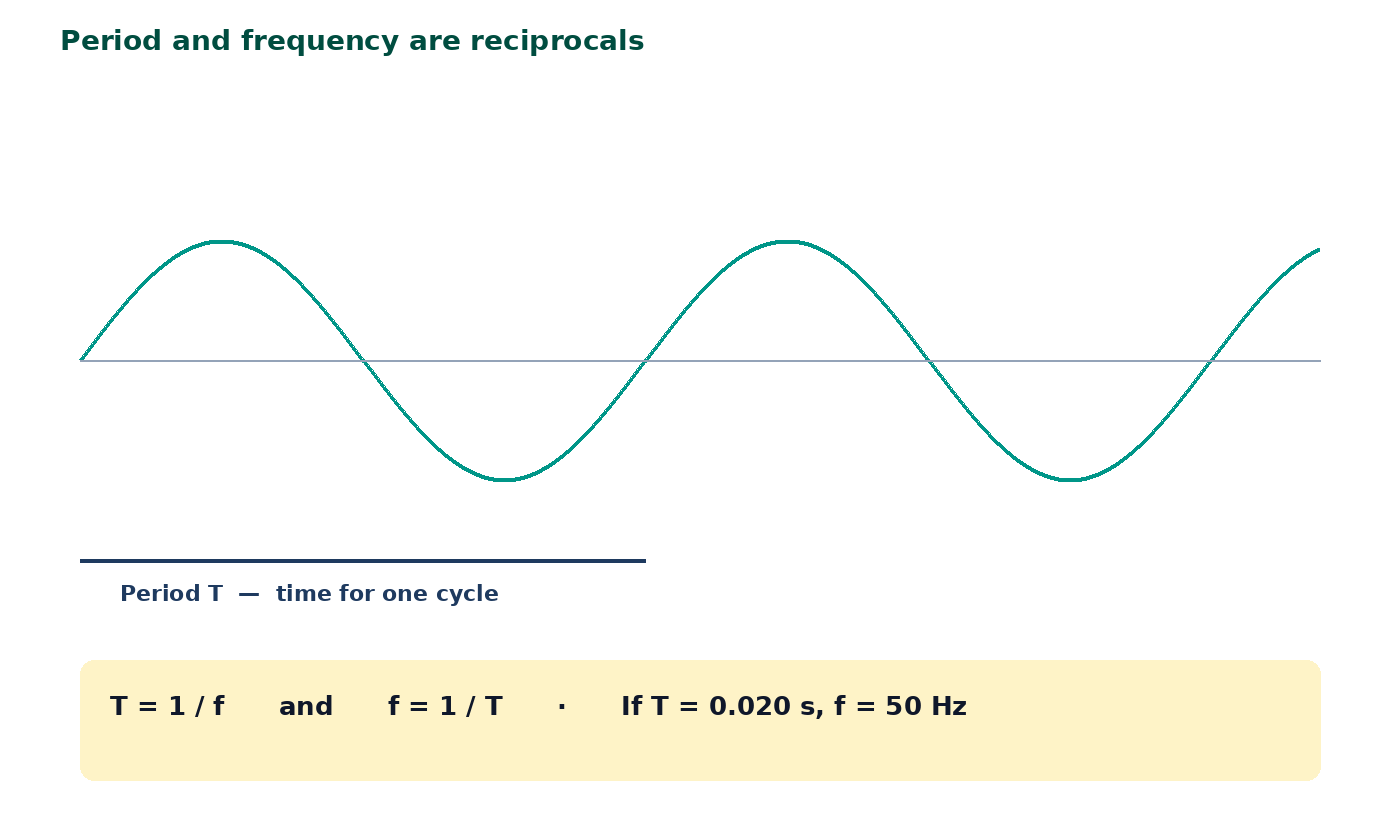 Period and frequency are reciprocals
Period T — time for one cycle
T = 1 / f and f = 1 / T · If T = 0.020 s, f = 50 Hz